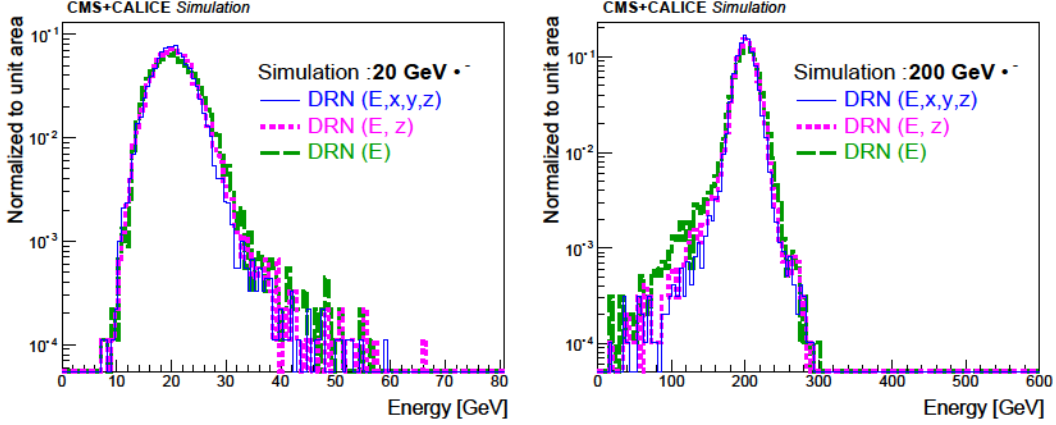 CMS+CALICE Simulation
Normalized to unit area
10⁻¹
10⁻²
10⁻³
10⁻⁴
Simulation :20 GeV • -
DRN (E,x,y,z)
DRN (E, z)
DRN (E)
0 10 20 30 40 50 60 70 80
Energy [GeV]
CMS+CALICE Simulation
Normalized to unit area
10⁻¹
10⁻²
10⁻³
10⁻⁴
Simulation :200 GeV • -
DRN (E,x,y,z)
DRN (E, z)
DRN (E)
0 100 200 300 400 500 600
Energy [GeV]